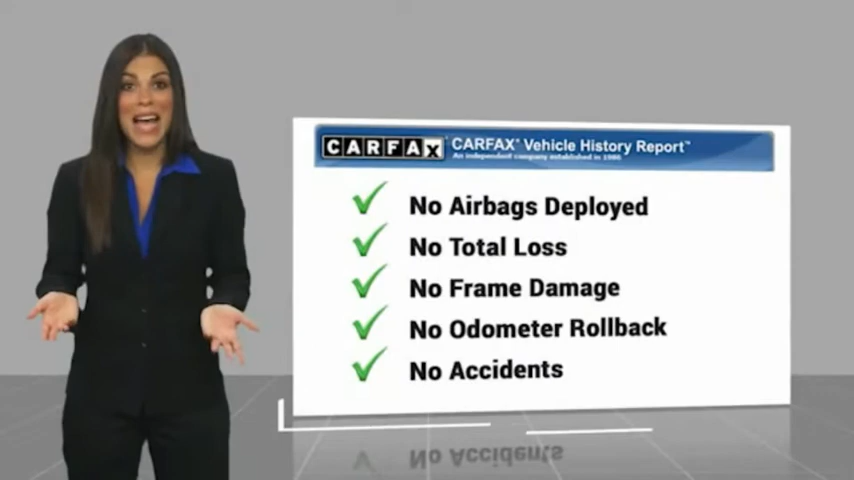 CARFAX CARFAX® Vehicle History Report™
An independent company established in 1986
No Airbags Deployed
No Total Loss
No Frame Damage
No Odometer Rollback
No Accidents
No Accidents